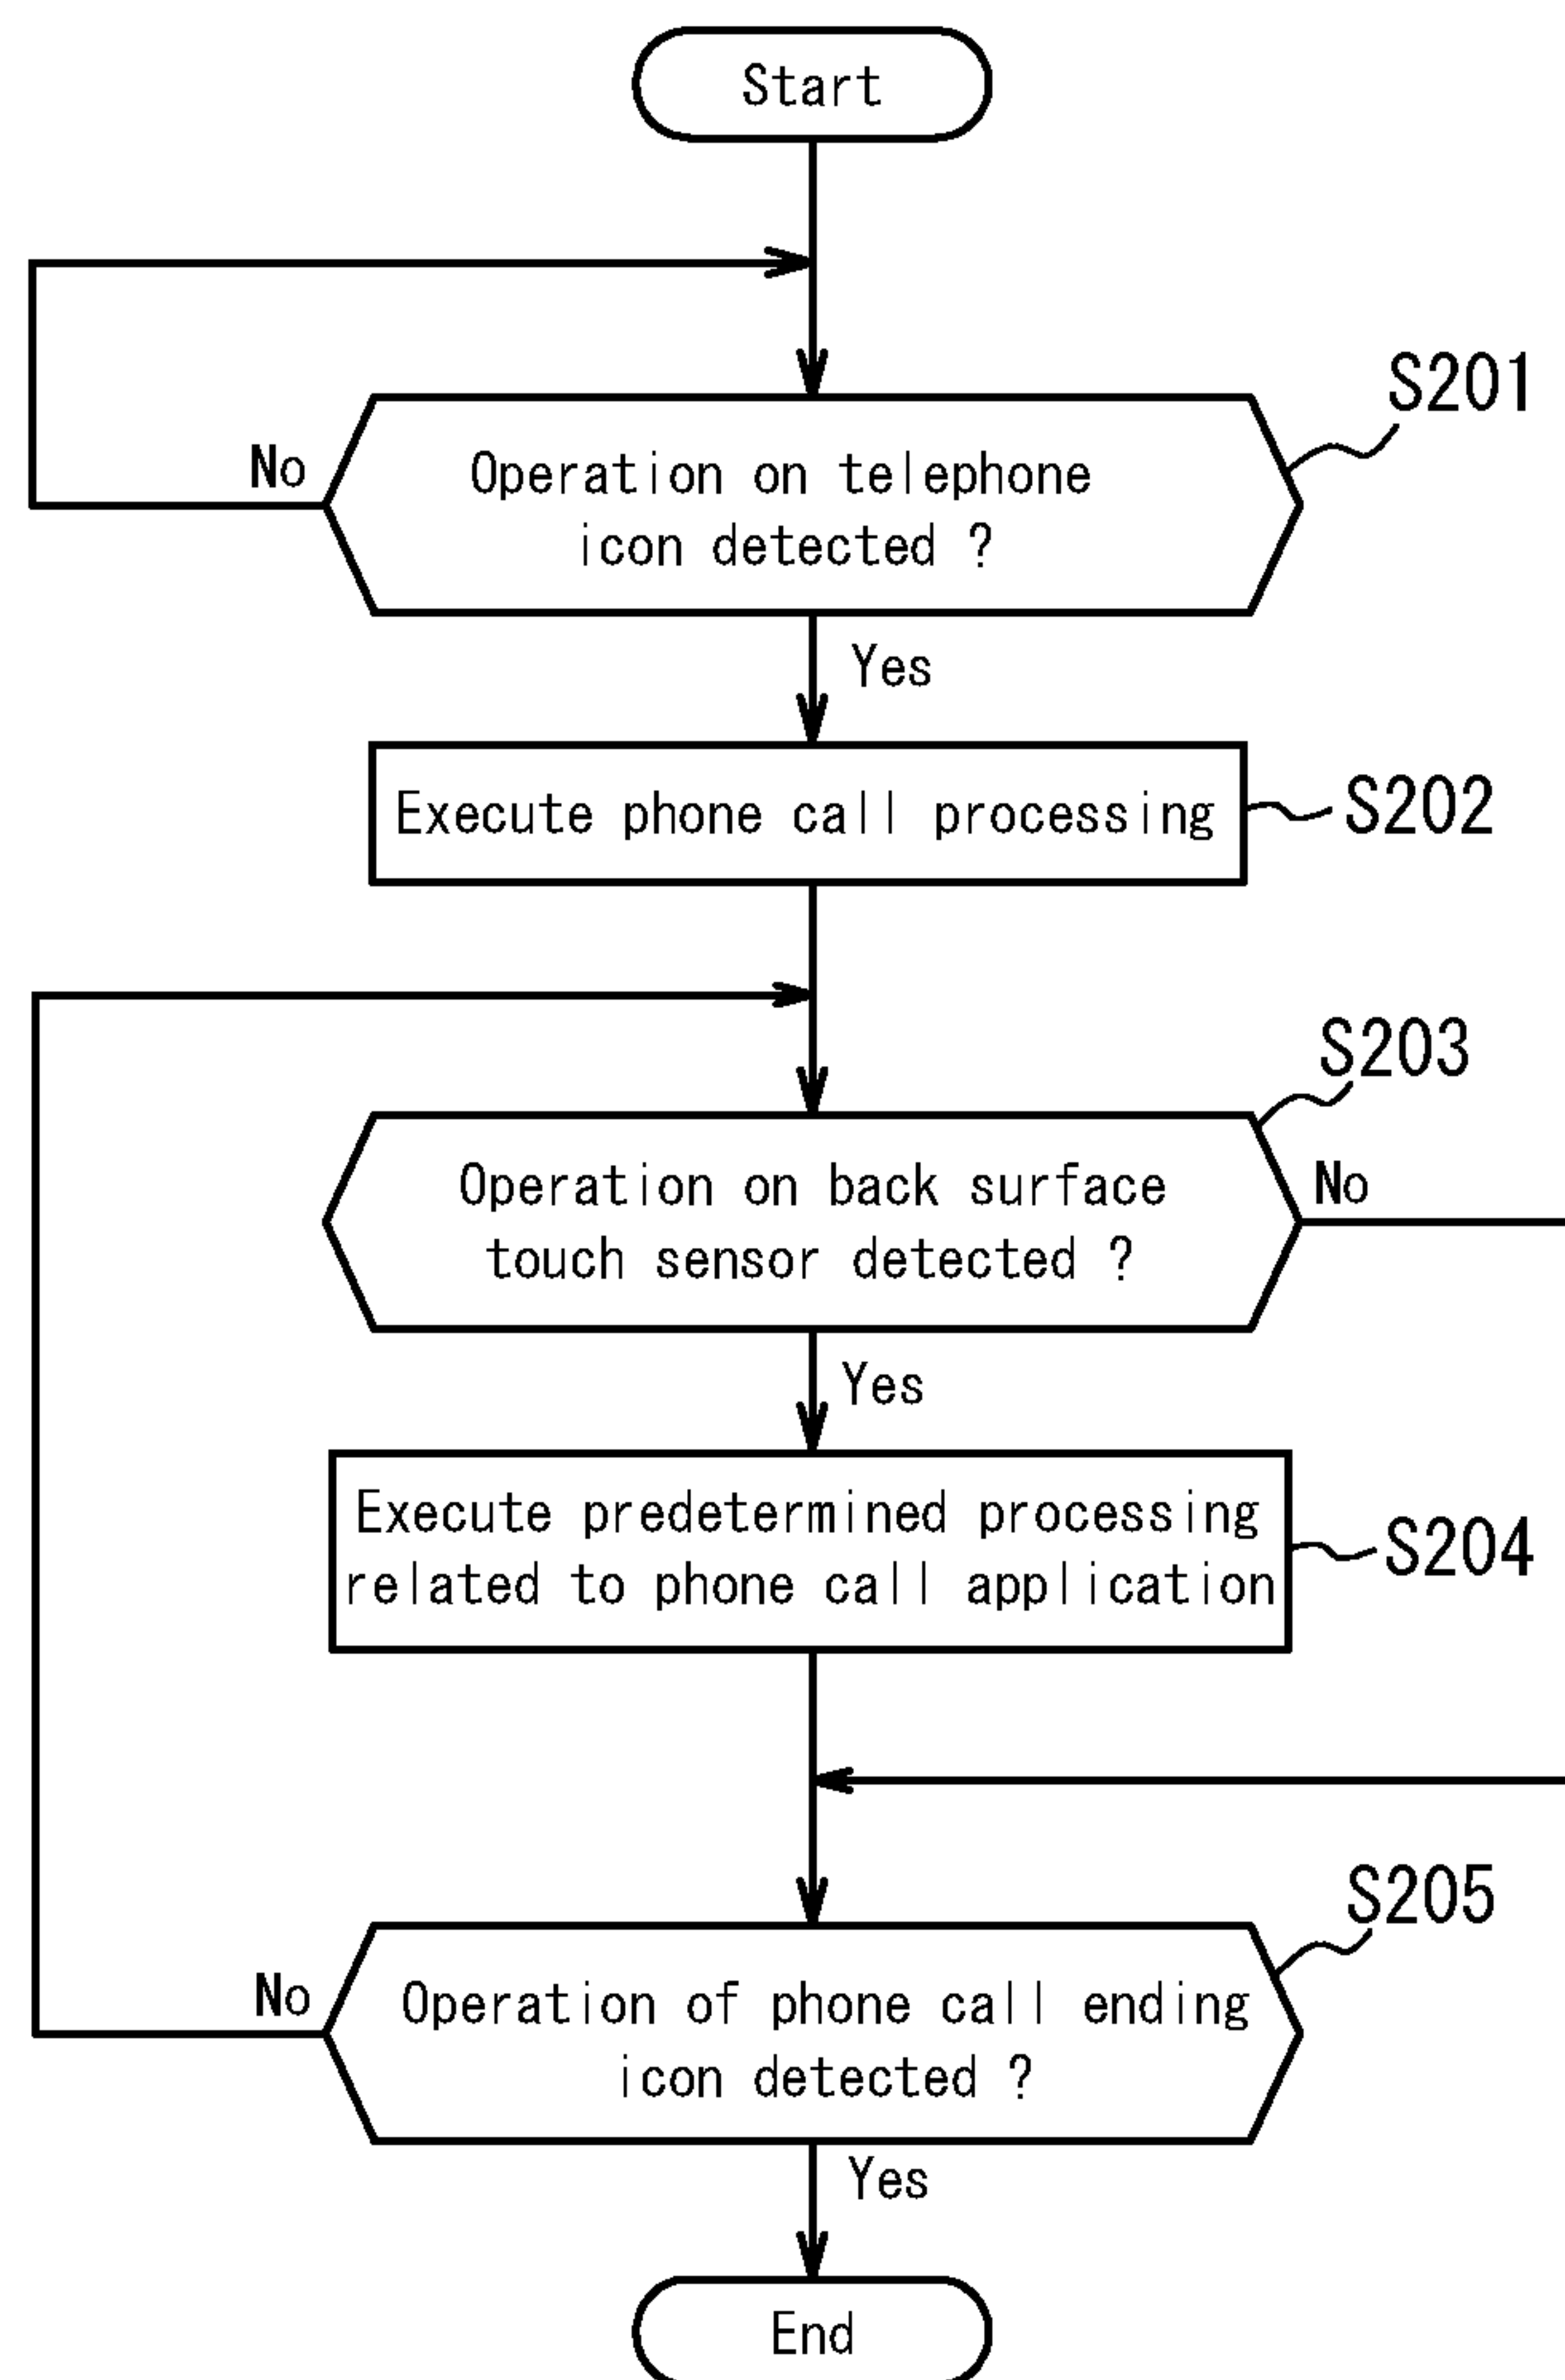 Start
S201
No
Operation on telephone
icon detected ?
Yes
Execute phone call processing
S202
S203
Operation on back surface
touch sensor detected ?
No
Yes
Execute predetermined processing
related to phone call application
S204
S205
No
Operation of phone call ending
icon detected ?
Yes
End